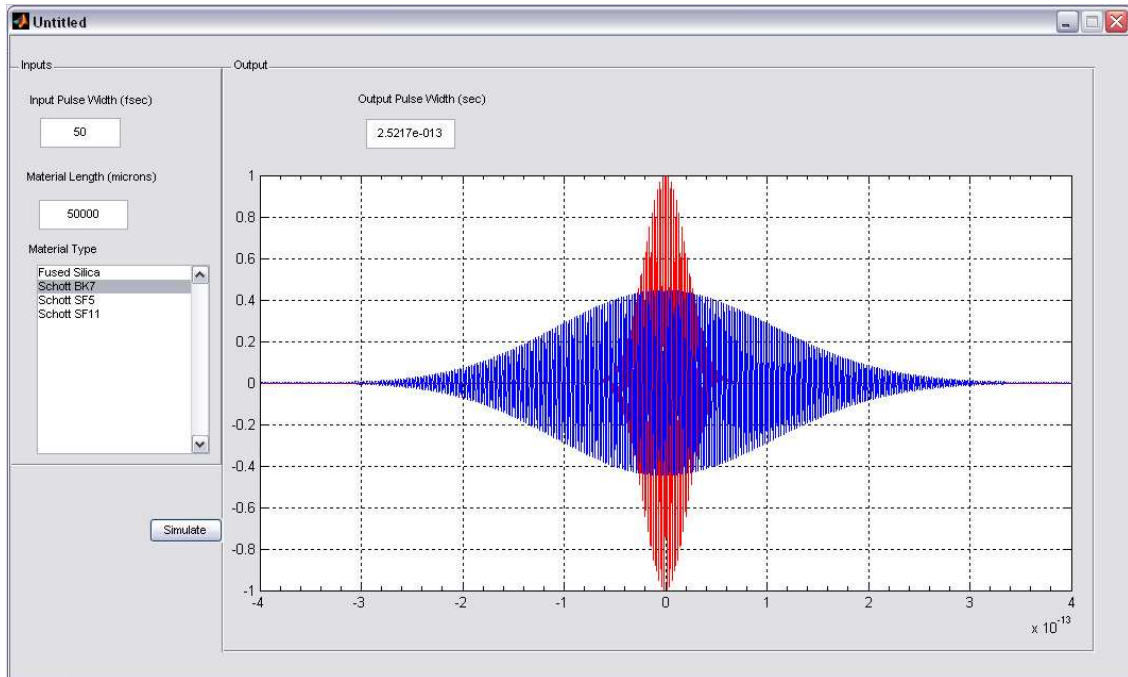 Untitled
Inputs
Input Pulse Width (fsec)
50
Material Length (microns)
50000
Material Type
Fused Silica
Schott BK7
Schott SF5
Schott SF11
Simulate
Output
Output Pulse Width (sec)
2.5217e-013
1
0.8
0.6
0.4
0.2
0
-0.2
-0.4
-0.6
-0.8
-1
-4 -3 -2 -1 0 1 2 3 4
x 10^-13